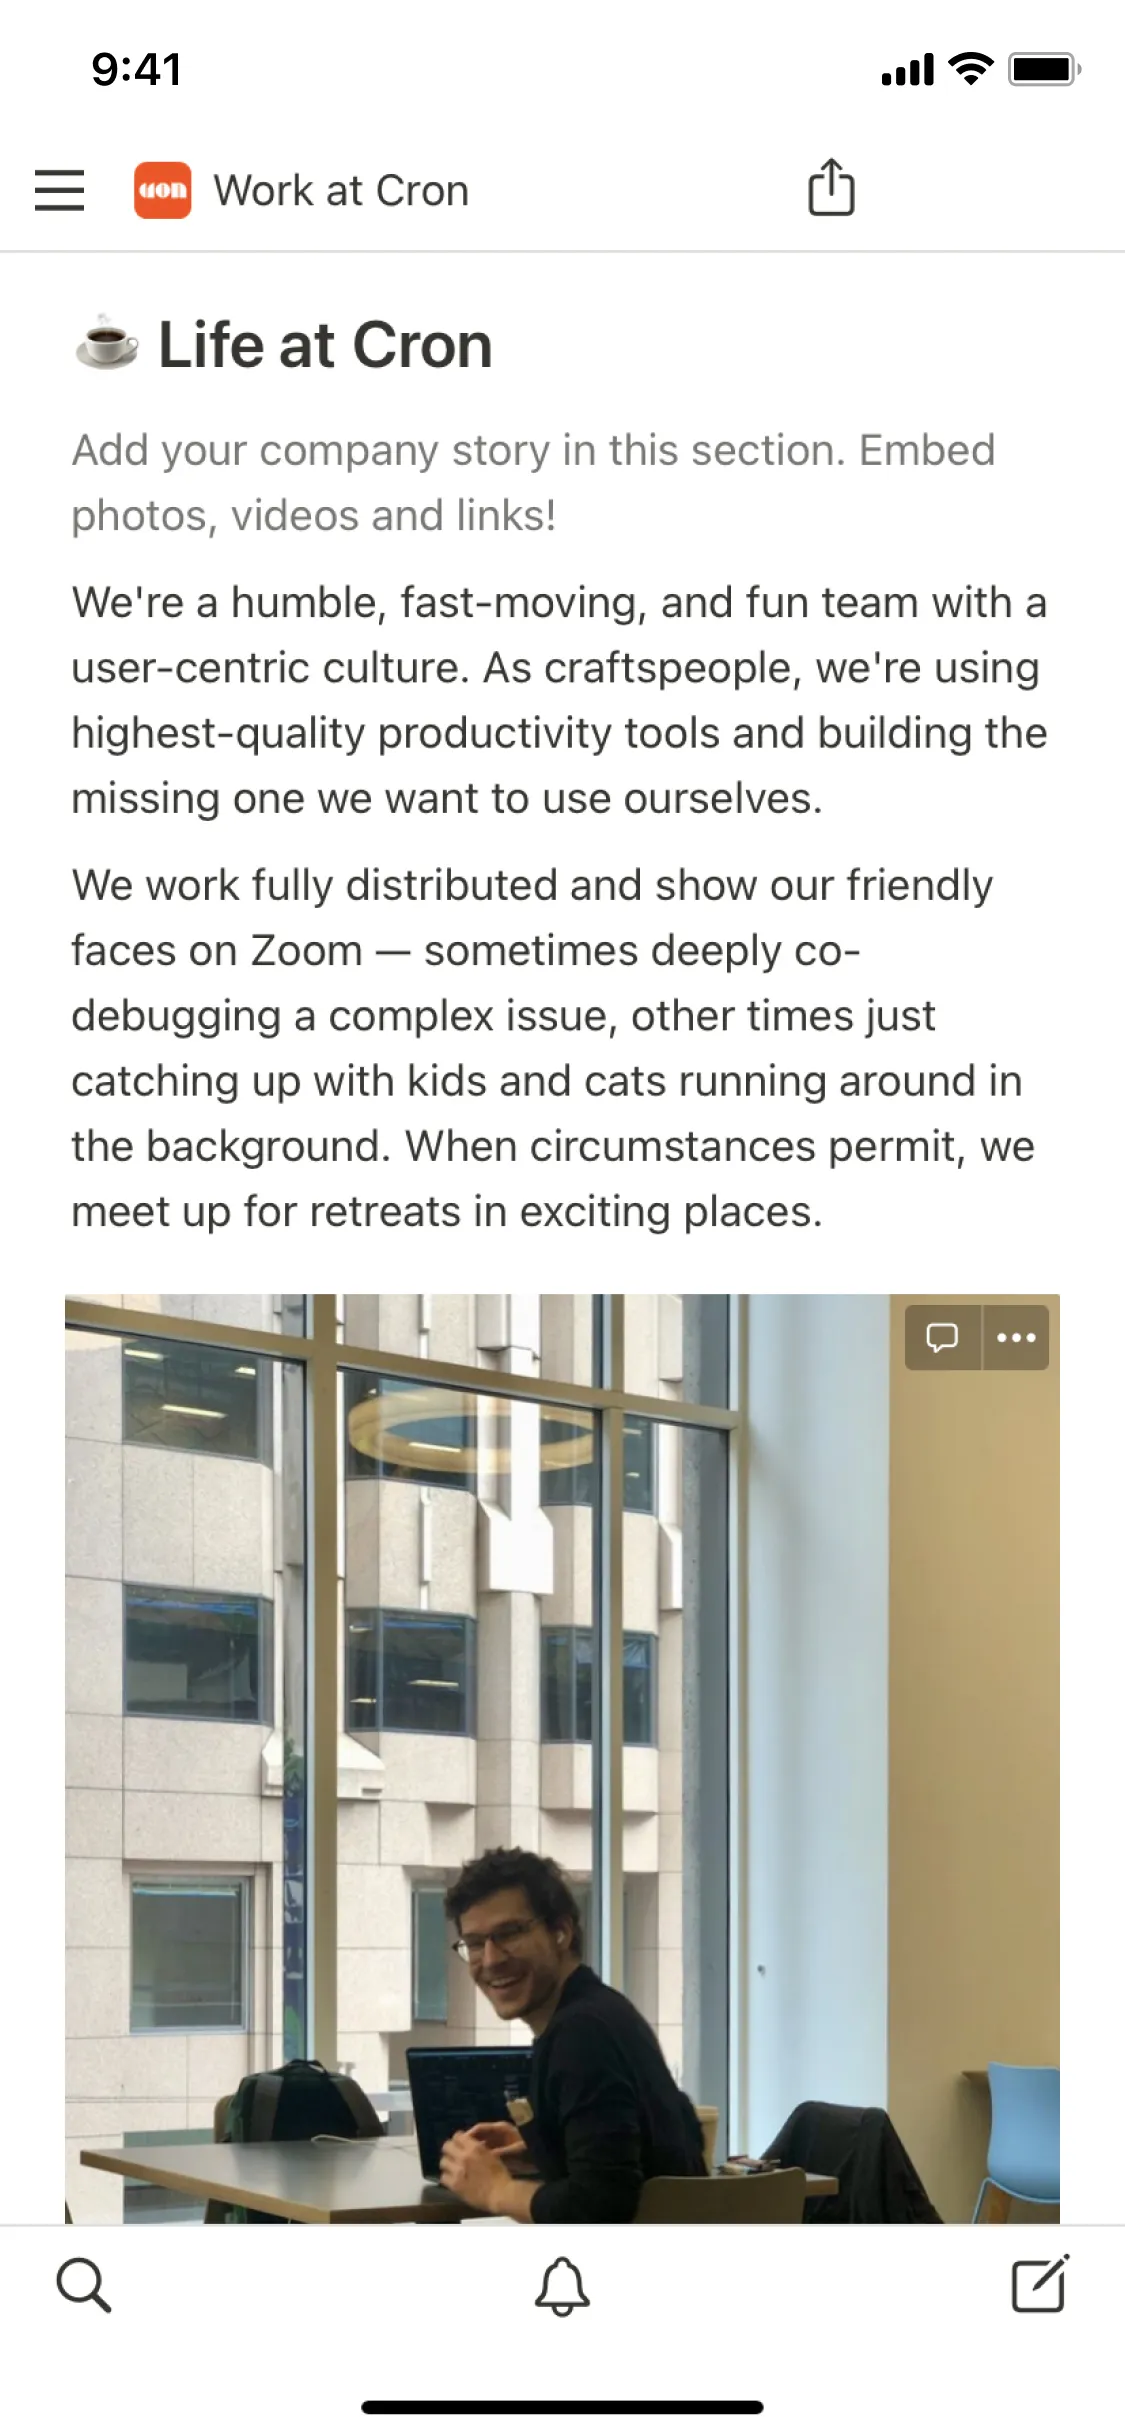 9:41
cron Work at Cron
☕ Life at Cron
Add your company story in this section. Embed
photos, videos and links!
We're a humble, fast-moving, and fun team with a
user-centric culture. As craftspeople, we're using
highest-quality productivity tools and building the
missing one we want to use ourselves.
We work fully distributed and show our friendly
faces on Zoom — sometimes deeply co-
debugging a complex issue, other times just
catching up with kids and cats running around in
the background. When circumstances permit, we
meet up for retreats in exciting places.